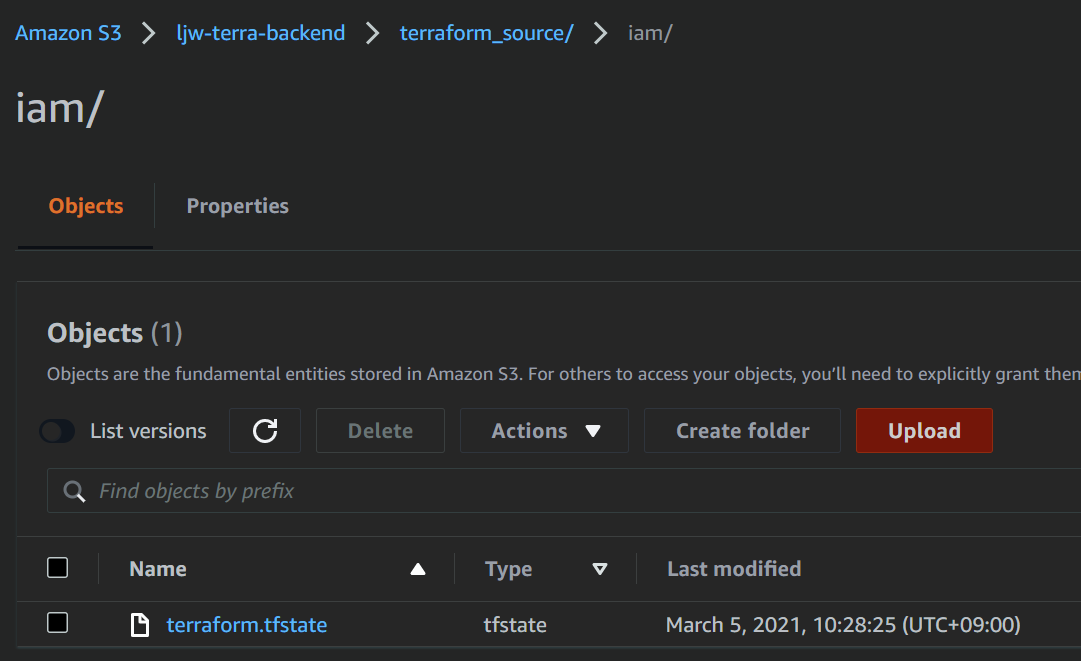 Amazon S3 > ljw-terra-backend > terraform_source/ > iam/
iam/
Objects Properties
Objects (1)
Objects are the fundamental entities stored in Amazon S3. For others to access your objects, you'll need to explicitly grant them
List versions Delete Actions Create folder Upload
Find objects by prefix
Name Type Last modified
terraform.tfstate tfstate March 5, 2021, 10:28:25 (UTC+09:00)